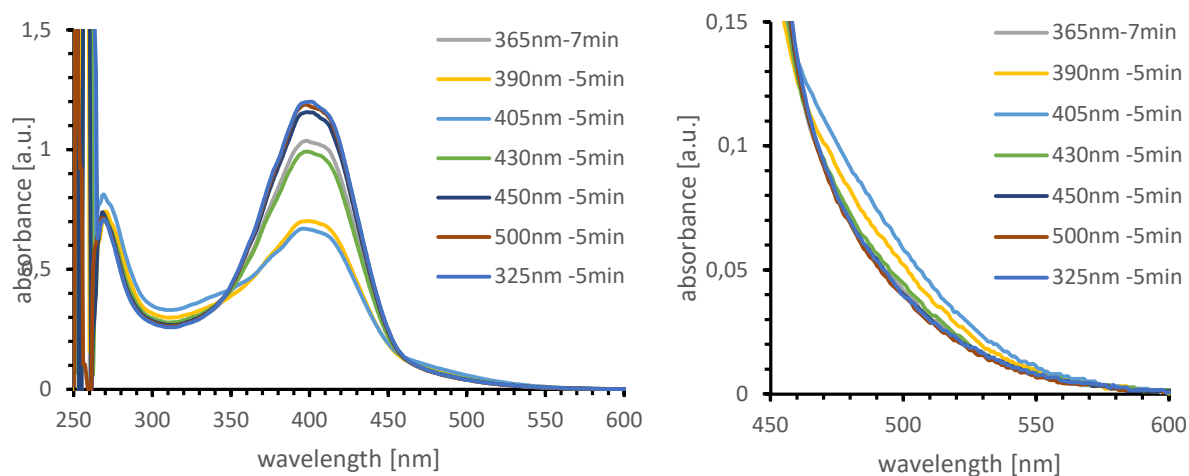 absorbance [a.u.]
1,5
1
0,5
0
250 300 350 400 450 500 550 600
wavelength [nm]
365nm-7min
390nm -5min
405nm -5min
430nm -5min
450nm -5min
500nm -5min
325nm -5min
absorbance [a.u.]
0,15
0,1
0,05
0
450 500 550 600
wavelength [nm]
365nm-7min
390nm -5min
405nm -5min
430nm -5min
450nm -5min
500nm -5min
325nm -5min